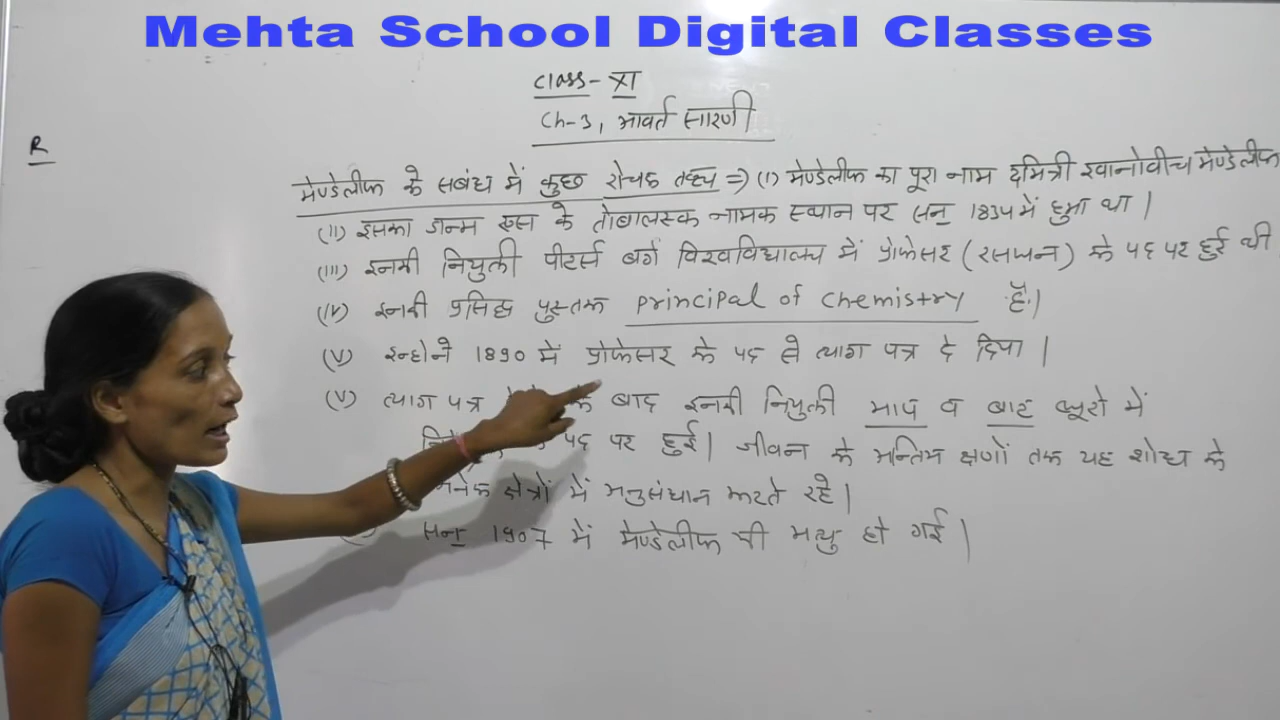 Mehta School Digital Classes
Class - XI
Ch-3, आवर्त सारणी
R
मेण्डेलीफ के सबंध में कुछ रोचक तथ्य => (I) मेण्डेलीफ का पूरा नाम दमित्री इवानोवीच मेण्डेलीफ
(II) इसका जन्म रूस के तोबालस्क नामक स्थान पर सन् 1834 में हुआ था |
(III) इनकी नियुक्ती पीटर्स बर्ग विश्वविद्यालय में प्रोफेसर (रसायन) के पद पर हुई थी
(IV) इनकी प्रसिद्ध पुस्तक principal of chemistry हैं |
(V) इन्होने 1890 में प्रोफेसर के पद से त्याग पत्र दे दिया |
(V) त्याग पत्र के बाद इनकी नियुक्ती माप व बाट ब्यूरो में
पद पर हुई | जीवन के अन्तिम क्षणों तक यह शोध के
अनेक क्षेत्रों में अनुसंधान करते रहे |
सन् 1907 में मेण्डेलीफ की मृत्यु हो गई |